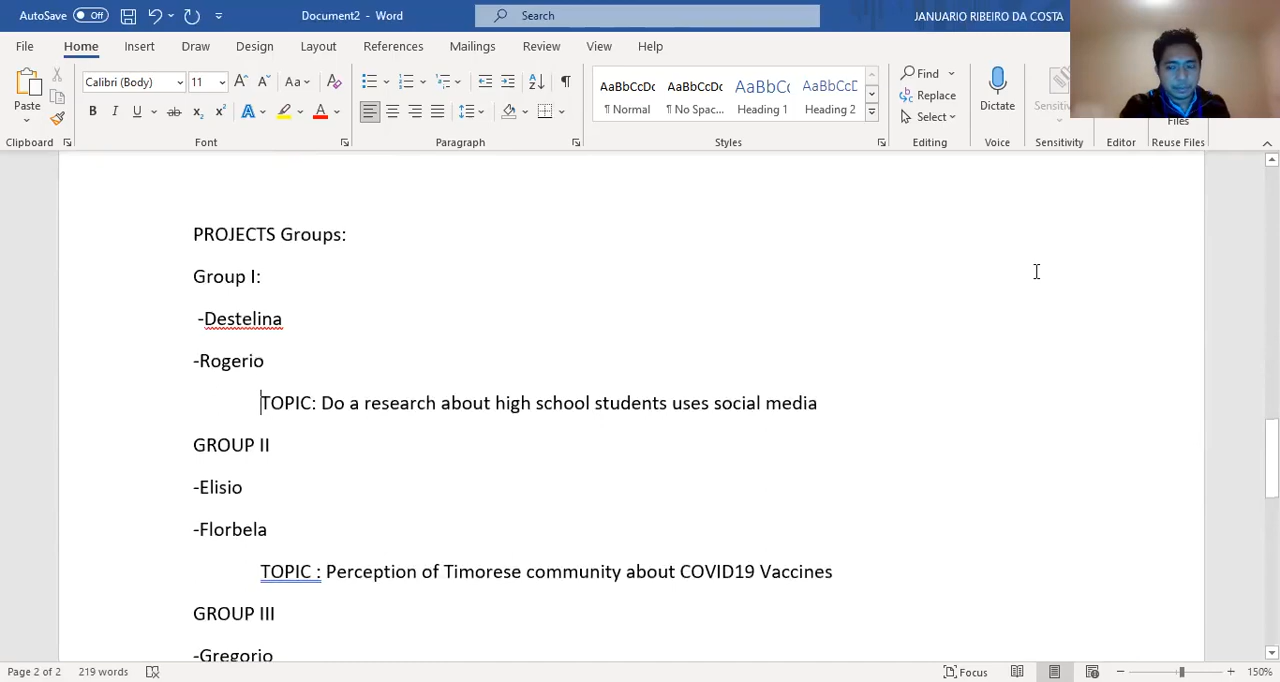 AutoSave Off Document2 - Word Search JANUARIO RIBEIRO DA COSTA
File Home Insert Draw Design Layout References Mailings Review View Help
Paste Calibri (Body) 11 Aa AaBbCcDc AaBbCcDc AaBbCc AaBbCcD Find Replace Select Dictate Sensitivity Files
¶ Normal ¶ No Spac... Heading 1 Heading 2
Clipboard Font Paragraph Styles Editing Voice Sensitivity Editor Reuse Files
PROJECTS Groups:
Group I:
-Destelina
-Rogerio
TOPIC: Do a research about high school students uses social media
GROUP II
-Elisio
-Florbela
TOPIC : Perception of Timorese community about COVID19 Vaccines
GROUP III
-Gregorio
Page 2 of 2 219 words Focus 150%